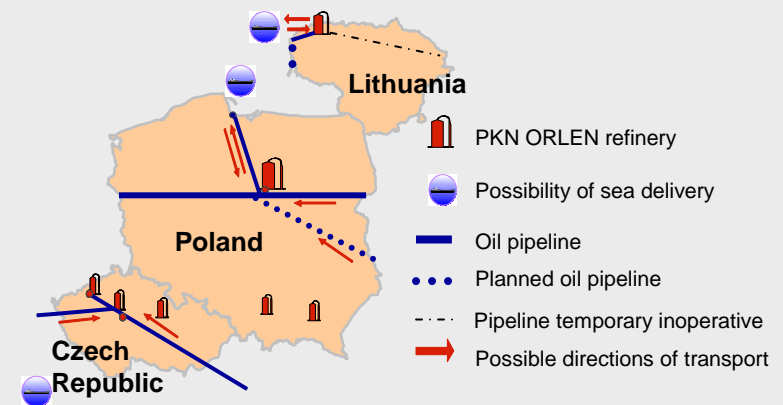 Lithuania
Poland
Czech
Republic
PKN ORLEN refinery
Possibility of sea delivery
Oil pipeline
Planned oil pipeline
Pipeline temporary inoperative
Possible directions of transport